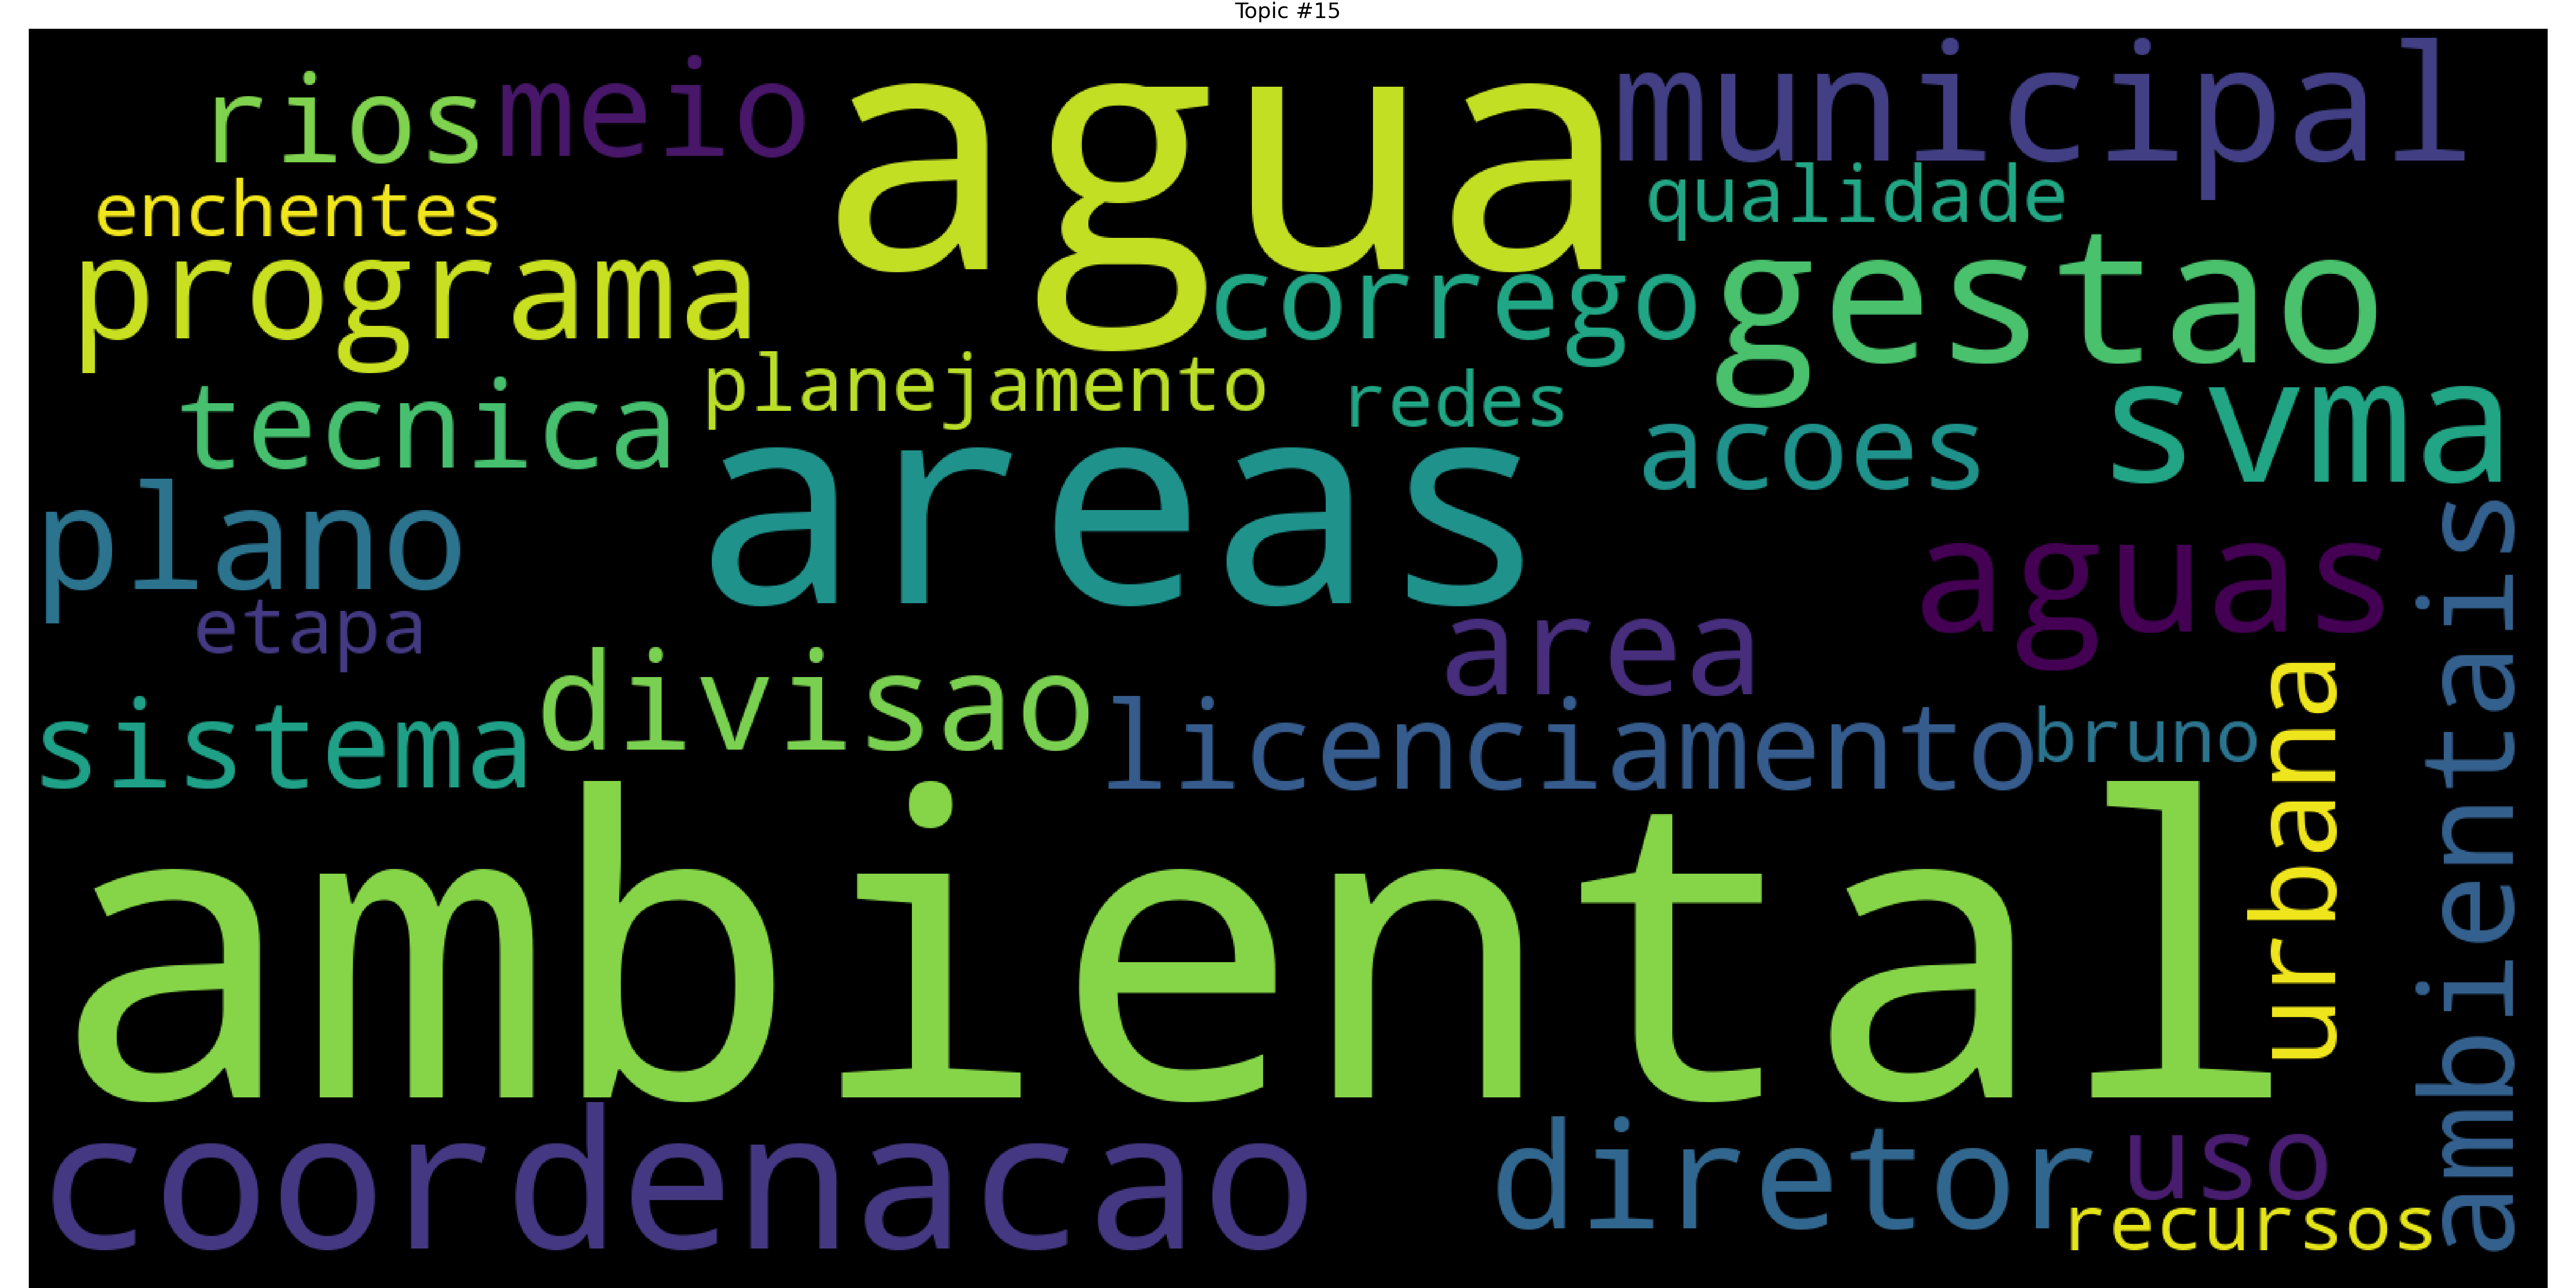 Topic #15
rios
meio
agua
municipal
enchentes
qualidade
programa
corrego
gestao
tecnica
planejamento
redes
acoes
svma
plano
areas
aguas
etapa
area
sistema
divisao
licenciamento
bruno
urbana
ambientais
ambiental
coordenacao
diretor
uso
recursos